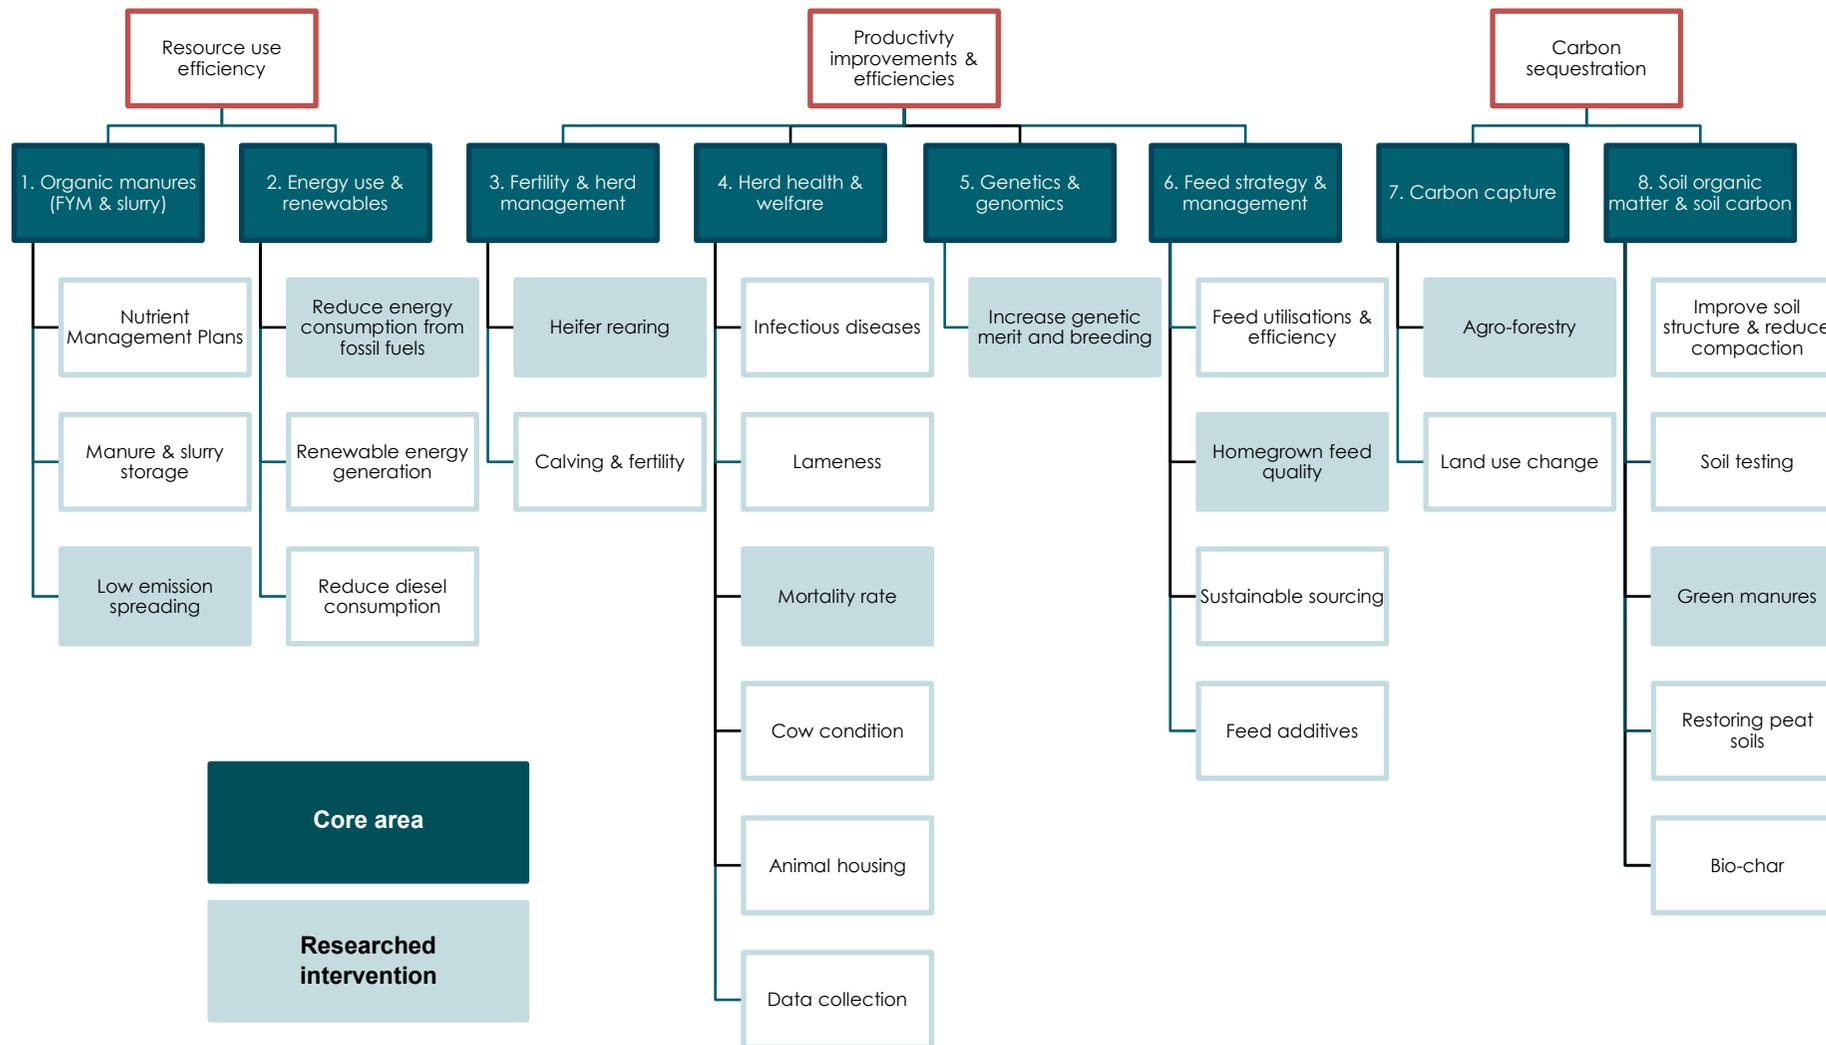 Resource use
efficiency
Productivty
improvements &
efficiencies
Carbon
sequestration
1. Organic manures
(FYM & slurry)
2. Energy use &
renewables
3. Fertility & herd
management
4. Herd health &
welfare
5. Genetics &
genomics
6. Feed strategy &
management
7. Carbon capture
8. Soil organic
matter & soil carbon
Nutrient
Management Plans
Manure & slurry
storage
Low emission
spreading
Reduce energy
consumption from
fossil fuels
Renewable energy
generation
Reduce diesel
consumption
Heifer rearing
Calving & fertility
Infectious diseases
Lameness
Mortality rate
Cow condition
Animal housing
Data collection
Increase genetic
merit and breeding
Feed utilisations &
efficiency
Homegrown feed
quality
Sustainable sourcing
Feed additives
Agro-forestry
Land use change
Improve soil
structure & reduce
compaction
Soil testing
Green manures
Restoring peat
soils
Bio-char
Core area
Researched
intervention